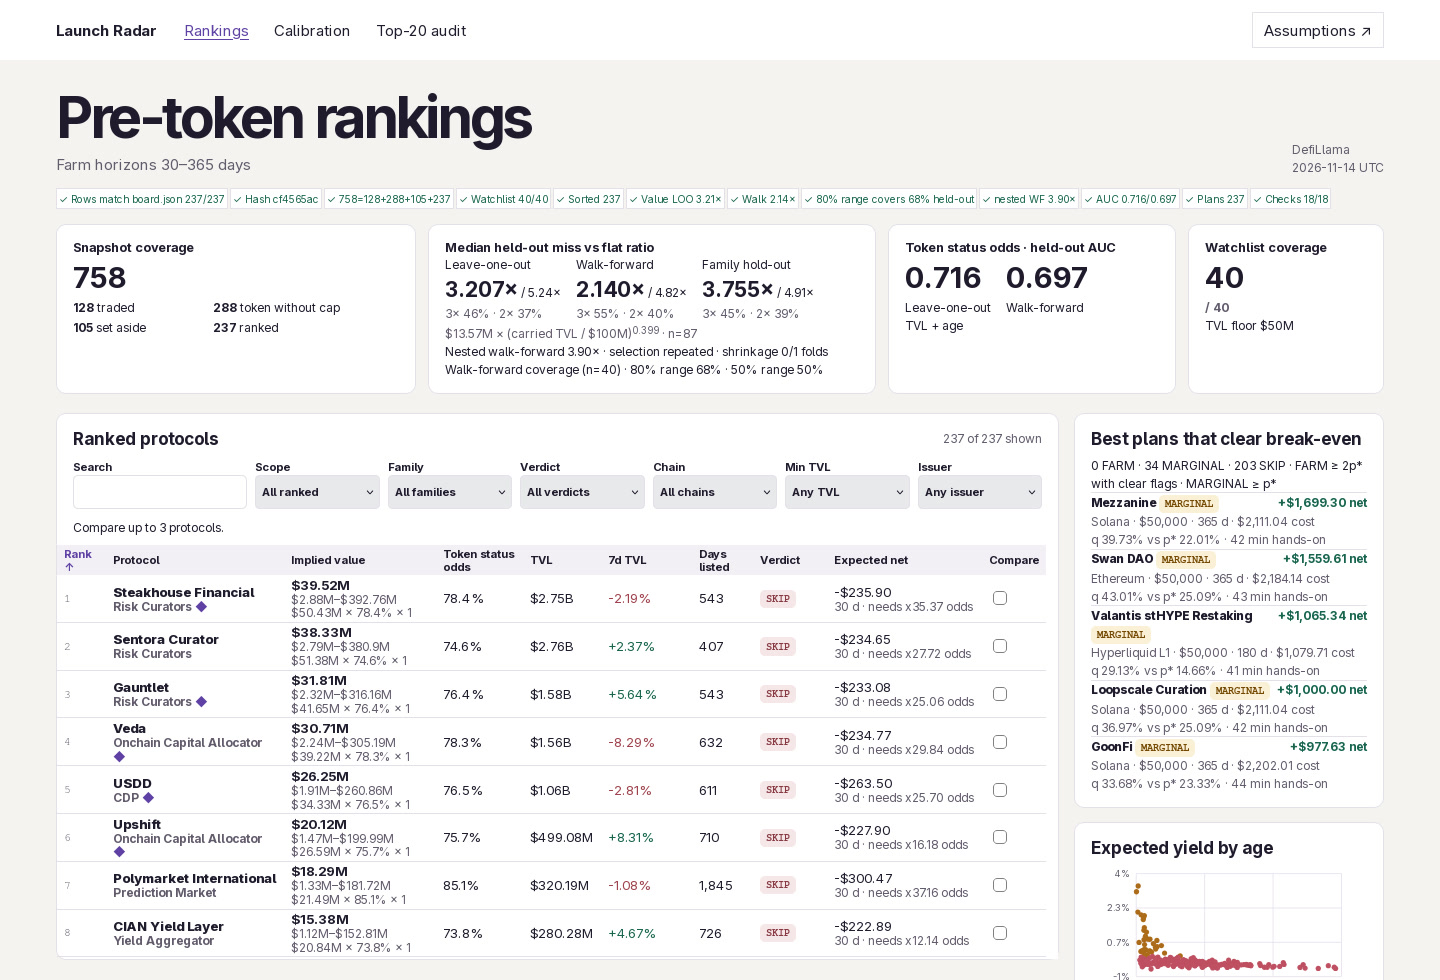 Launch Radar Rankings Calibration Top-20 audit Assumptions ↗
Pre-token rankings
Farm horizons 30–365 days
DefiLlama
2026-11-14 UTC
✓ Rows match board.json 237/237 ✓ Hash cf4565ac ✓ 758=128+288+105+237 ✓ Watchlist 40/40 ✓ Sorted 237 ✓ Value LOO 3.21× ✓ Walk 2.14× ✓ 80% range covers 68% held-out ✓ nested WF 3.90× ✓ AUC 0.716/0.697 ✓ Plans 237 ✓ Checks 18/18
Snapshot coverage
758
128 traded 288 token without cap
105 set aside 237 ranked
Median held-out miss vs flat ratio
Leave-one-out Walk-forward Family hold-out
3.207× / 5.24× 2.140× / 4.82× 3.755× / 4.91×
3× 46% · 2× 37% 3× 55% · 2× 40% 3× 45% · 2× 39%
$13.57M × (carried TVL / $100M)0.399 · n=87
Nested walk-forward 3.90× · selection repeated · shrinkage 0/1 folds
Walk-forward coverage (n=40) · 80% range 68% · 50% range 50%
Token status odds · held-out AUC
0.716 0.697
Leave-one-out Walk-forward
TVL + age
Watchlist coverage
40
/ 40
TVL floor $50M
Ranked protocols 237 of 237 shown
Search Scope Family Verdict Chain Min TVL Issuer
All ranked All families All verdicts All chains Any TVL Any issuer
Compare up to 3 protocols.
Rank ↑ Protocol Implied value Token status odds TVL 7d TVL Days listed Verdict Expected net Compare
1 Steakhouse Financial $39.52M 78.4% $2.75B -2.19% 543 SKIP -$235.90
Risk Curators ◆ $2.88M–$392.76M 30 d · needs x35.37 odds
$50.43M × 78.4% × 1
2 Sentora Curator $38.33M 74.6% $2.76B +2.37% 407 SKIP -$234.65
Risk Curators $2.79M–$380.9M 30 d · needs x27.72 odds
$51.38M × 74.6% × 1
3 Gauntlet $31.81M 76.4% $1.58B +5.64% 543 SKIP -$233.08
Risk Curators ◆ $2.32M–$316.16M 30 d · needs x25.06 odds
$41.65M × 76.4% × 1
4 Veda $30.71M 78.3% $1.56B -8.29% 632 SKIP -$234.77
Onchain Capital Allocator ◆ $2.24M–$305.19M 30 d · needs x29.84 odds
$39.22M × 78.3% × 1
5 USDD $26.25M 76.5% $1.06B -2.81% 611 SKIP -$263.50
CDP ◆ $1.91M–$260.86M 30 d · needs x25.70 odds
$34.33M × 76.5% × 1
6 Upshift $20.12M 75.7% $499.08M +8.31% 710 SKIP -$227.90
Onchain Capital Allocator ◆ $1.47M–$199.99M 30 d · needs x16.18 odds
$26.59M × 75.7% × 1
7 Polymarket International $18.29M 85.1% $320.19M -1.08% 1,845 SKIP -$300.47
Prediction Market $1.33M–$181.72M 30 d · needs x37.16 odds
$21.49M × 85.1% × 1
8 CIAN Yield Layer $15.38M 73.8% $280.28M +4.67% 726 SKIP -$222.89
Yield Aggregator $1.12M–$152.81M 30 d · needs x12.14 odds
$20.84M × 73.8% × 1
Best plans that clear break-even
0 FARM · 34 MARGINAL · 203 SKIP · FARM ≥ 2p*
with clear flags · MARGINAL ≥ p*
Mezzanine MARGINAL +$1,699.30 net
Solana · $50,000 · 365 d · $2,111.04 cost
q 39.73% vs p* 22.01% · 42 min hands-on
Swan DAO MARGINAL +$1,559.61 net
Ethereum · $50,000 · 365 d · $2,184.14 cost
q 43.01% vs p* 25.09% · 43 min hands-on
Valantis stHYPE Restaking +$1,065.34 net
MARGINAL
Hyperliquid L1 · $50,000 · 180 d · $1,079.71 cost
q 29.13% vs p* 14.66% · 41 min hands-on
Loopscale Curation MARGINAL +$1,000.00 net
Solana · $50,000 · 365 d · $2,111.04 cost
q 36.97% vs p* 25.09% · 42 min hands-on
GoonFi MARGINAL +$977.63 net
Solana · $50,000 · 365 d · $2,202.01 cost
q 33.68% vs p* 23.33% · 44 min hands-on
Expected yield by age
4%
2.3%
0.7%
-1%